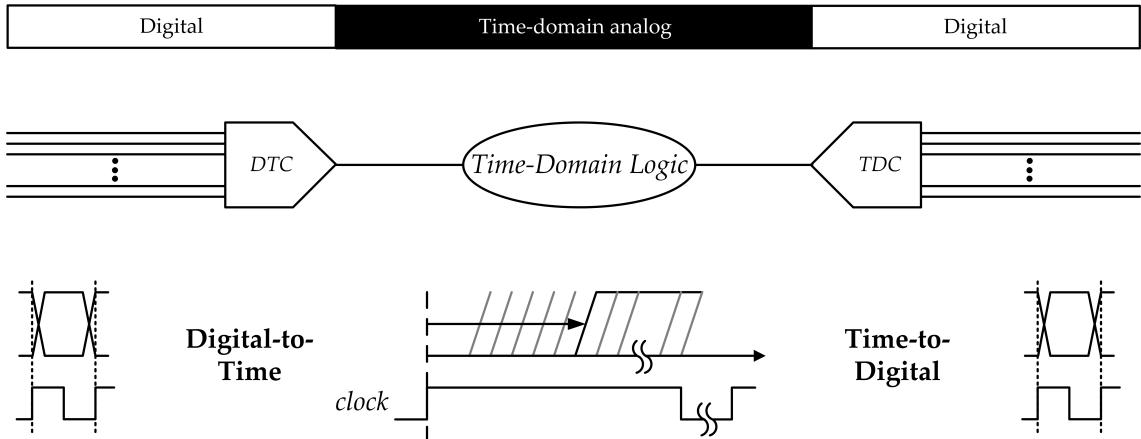 Digital
Time-domain analog
Digital
DTC
Time-Domain Logic
TDC
Digital-to-
Time
clock
Time-to-
Digital